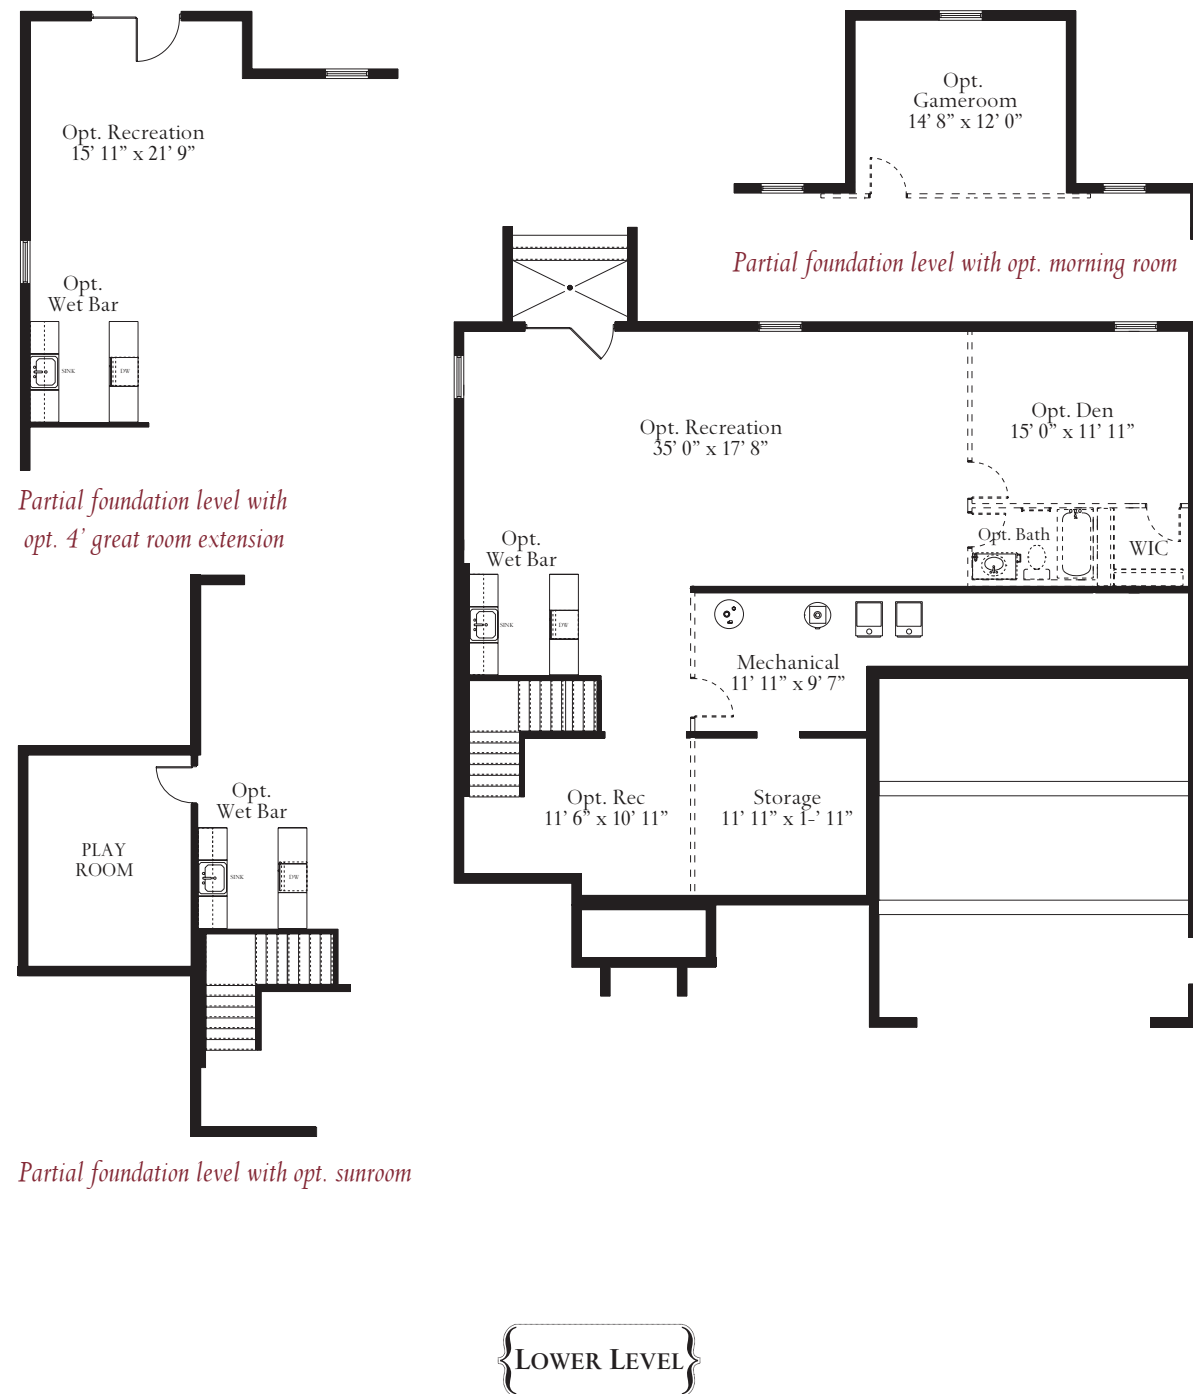 Opt. Recreation
15’ 11” x 21’ 9”
Opt.
Wet Bar
SINK
DW
Partial foundation level with
opt. 4’ great room extension
Opt.
Gameroom
14’ 8” x 12’ 0”
Partial foundation level with opt. morning room
Opt. Recreation
35’ 0” x 17’ 8”
Opt. Den
15’ 0” x 11’ 11”
Opt. Bath
WIC
Opt.
Wet Bar
SINK
DW
Mechanical
11’ 11” x 9’ 7”
Opt. Rec
11’ 6” x 10’ 11”
Storage
11’ 11” x 1-’ 11”
PLAY
ROOM
Opt.
Wet Bar
SINK
DW
Partial foundation level with opt. sunroom
LOWER LEVEL